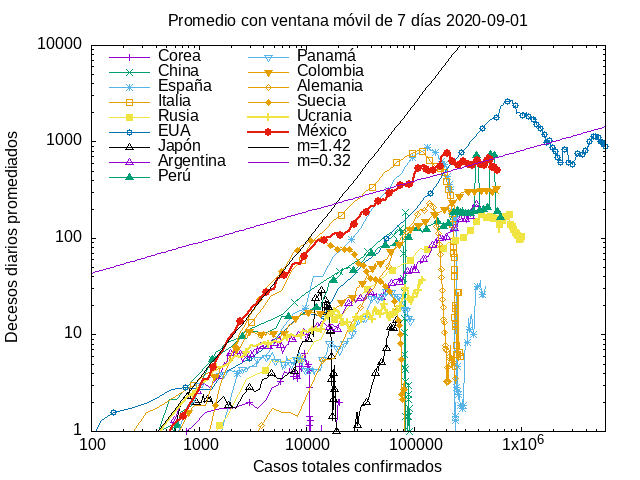 Promedio con ventana móvil de 7 días 2020-09-01
Decesos diarios promediados
10000
1000
100
10
1
Corea
China
España
Italia
Rusia
EUA
Japón
Argentina
Perú
Panamá
Colombia
Alemania
Suecia
Ucrania
México
m=1.42
m=0.32
100 1000 10000 100000 1x10⁶
Casos totales confirmados